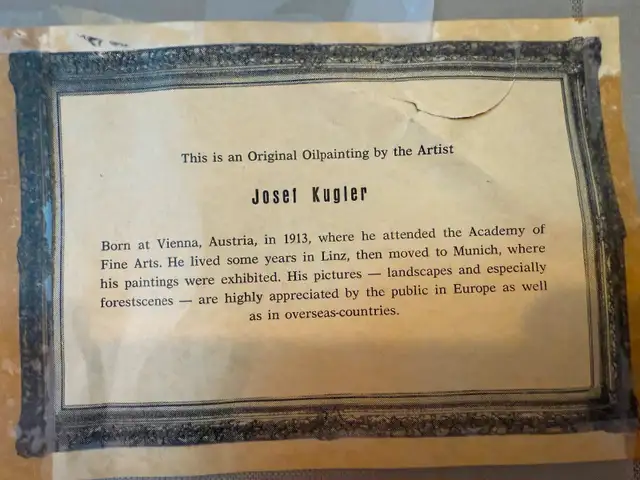 This is an Original Oilpainting by the Artist
Josef Kugler
Born at Vienna, Austria, in 1913, where he attended the Academy of
Fine Arts. He lived some years in Linz, then moved to Munich, where
his paintings were exhibited. His pictures — landscapes and especially
forestscenes — are highly appreciated by the public in Europe as well
as in overseas-countries.